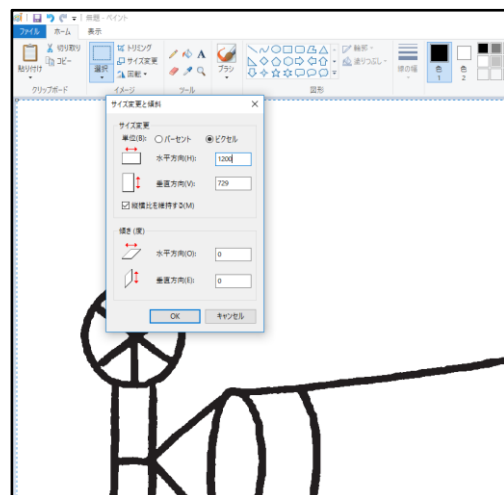 無題 - ペイント
ファイル ホーム 表示
貼り付け
切り取り
コピー
クリップボード
選択
トリミング
サイズ変更
回転
イメージ
A
ツール
ブラシ
輪郭
塗りつぶし
図形
線の幅
色
1
色
2
サイズ変更と傾斜
サイズ変更
単位(B): パーセント ピクセル
水平方向(H): 1200
垂直方向(V): 729
縦横比を維持する(M)
傾き (度)
水平方向(O): 0
垂直方向(E): 0
OK キャンセル